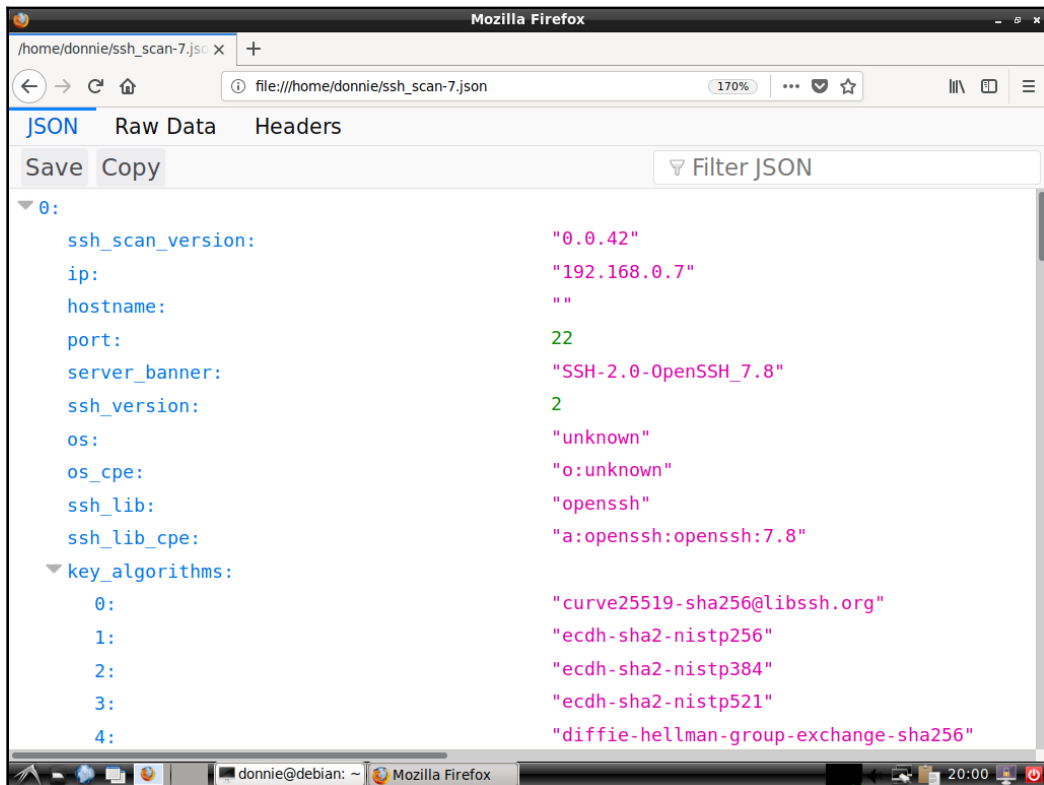 Mozilla Firefox
/home/donnie/ssh_scan-7.jso
file:///home/donnie/ssh_scan-7.json 170%
JSON Raw Data Headers
Save Copy Filter JSON
0:
ssh_scan_version: "0.0.42"
ip: "192.168.0.7"
hostname: ""
port: 22
server_banner: "SSH-2.0-OpenSSH_7.8"
ssh_version: 2
os: "unknown"
os_cpe: "o:unknown"
ssh_lib: "openssh"
ssh_lib_cpe: "a:openssh:openssh:7.8"
key_algorithms:
0: "curve25519-sha256@libssh.org"
1: "ecdh-sha2-nistp256"
2: "ecdh-sha2-nistp384"
3: "ecdh-sha2-nistp521"
4: "diffie-hellman-group-exchange-sha256"
donnie@debian: ~ Mozilla Firefox 20:00